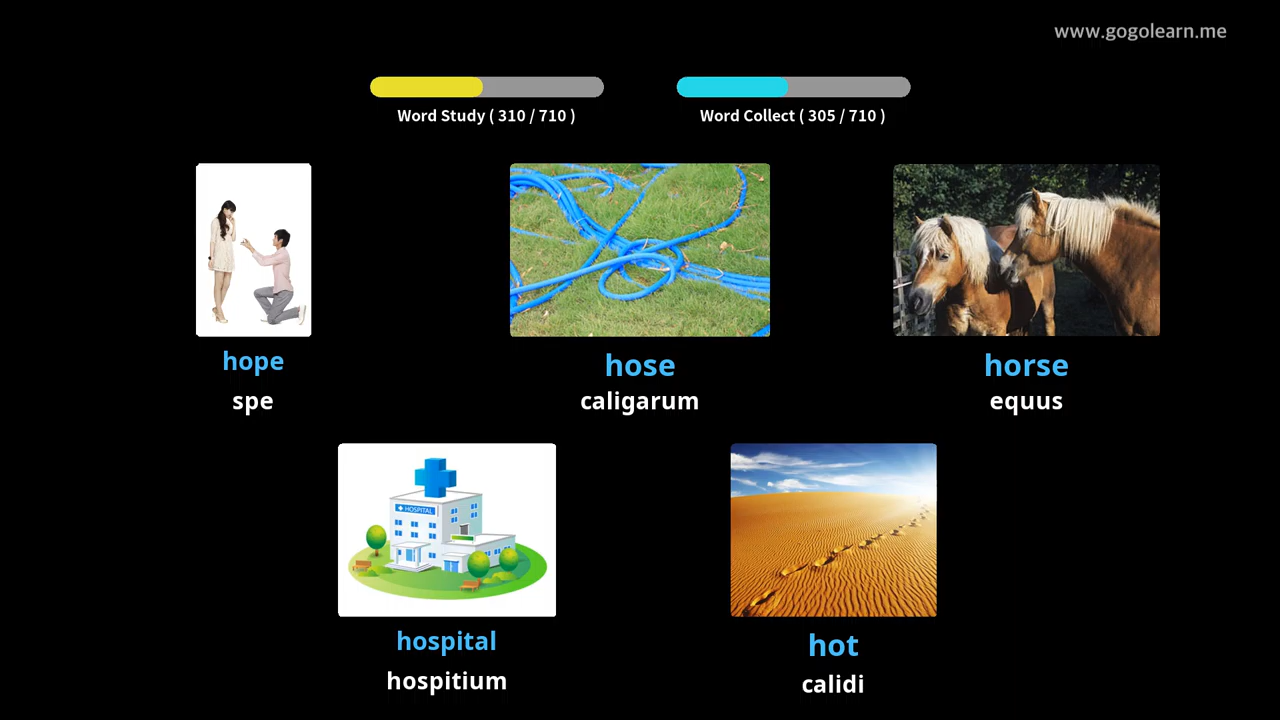 www.gogolearn.me
Word Study ( 310 / 710 )
Word Collect ( 305 / 710 )
hope
spe
hose
caligarum
horse
equus
HOSPITAL
hospital
hospitium
hot
calidi